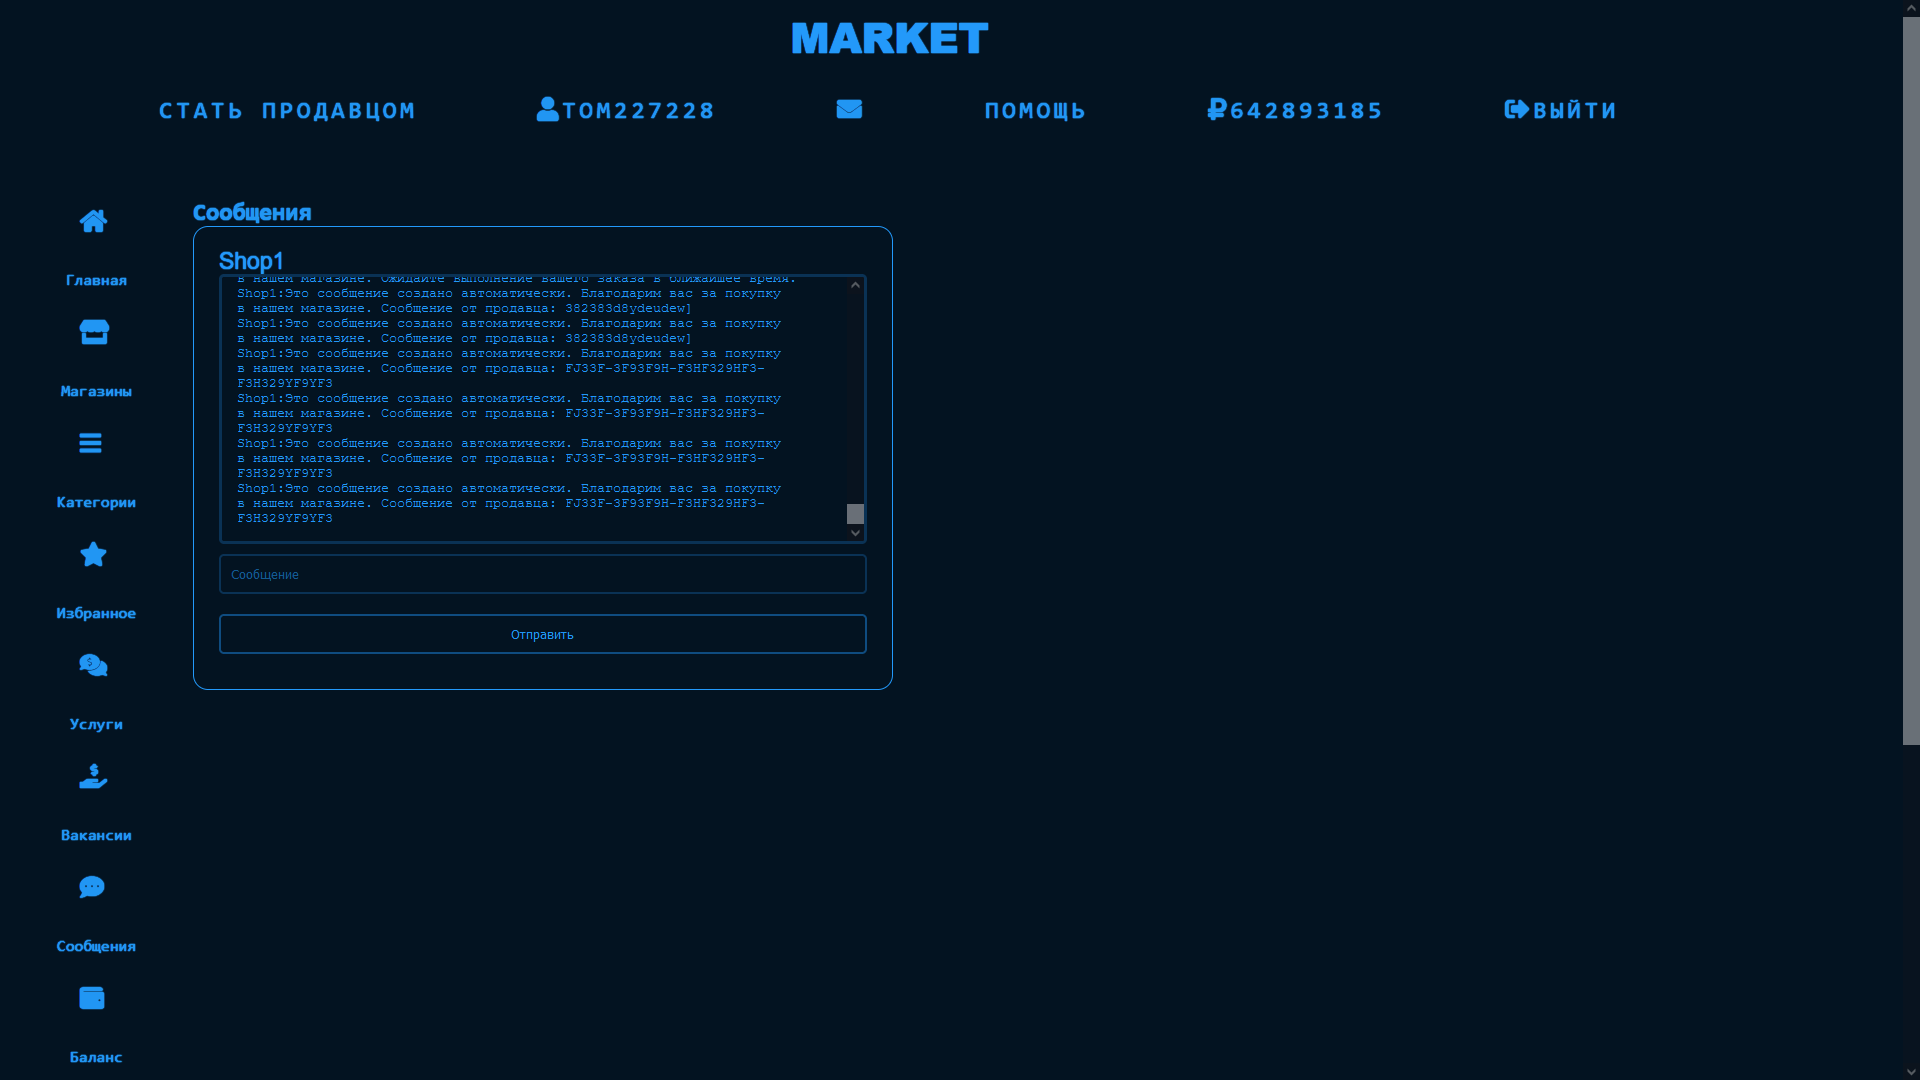 MARKET
СТАТЬ ПРОДАВЦОМ
TOM227228
ПОМОЩЬ
642893185
ВЫЙТИ
Главная
Магазины
Категории
Избранное
Услуги
Вакансии
Сообщения
Баланс
Сообщения
Shop1
в нашем магазине. Ожидайте выполнение вашего заказа в ближайшее время.
Shop1:Это сообщение создано автоматически. Благодарим вас за покупку
в нашем магазине. Сообщение от продавца: 382383d8ydeudew]
Shop1:Это сообщение создано автоматически. Благодарим вас за покупку
в нашем магазине. Сообщение от продавца: 382383d8ydeudew]
Shop1:Это сообщение создано автоматически. Благодарим вас за покупку
в нашем магазине. Сообщение от продавца: FJ33F-3F93F9H-F3HF329HF3-
F3H329YF9YF3
Shop1:Это сообщение создано автоматически. Благодарим вас за покупку
в нашем магазине. Сообщение от продавца: FJ33F-3F93F9H-F3HF329HF3-
F3H329YF9YF3
Shop1:Это сообщение создано автоматически. Благодарим вас за покупку
в нашем магазине. Сообщение от продавца: FJ33F-3F93F9H-F3HF329HF3-
F3H329YF9YF3
Shop1:Это сообщение создано автоматически. Благодарим вас за покупку
в нашем магазине. Сообщение от продавца: FJ33F-3F93F9H-F3HF329HF3-
F3H329YF9YF3
Сообщение
Отправить